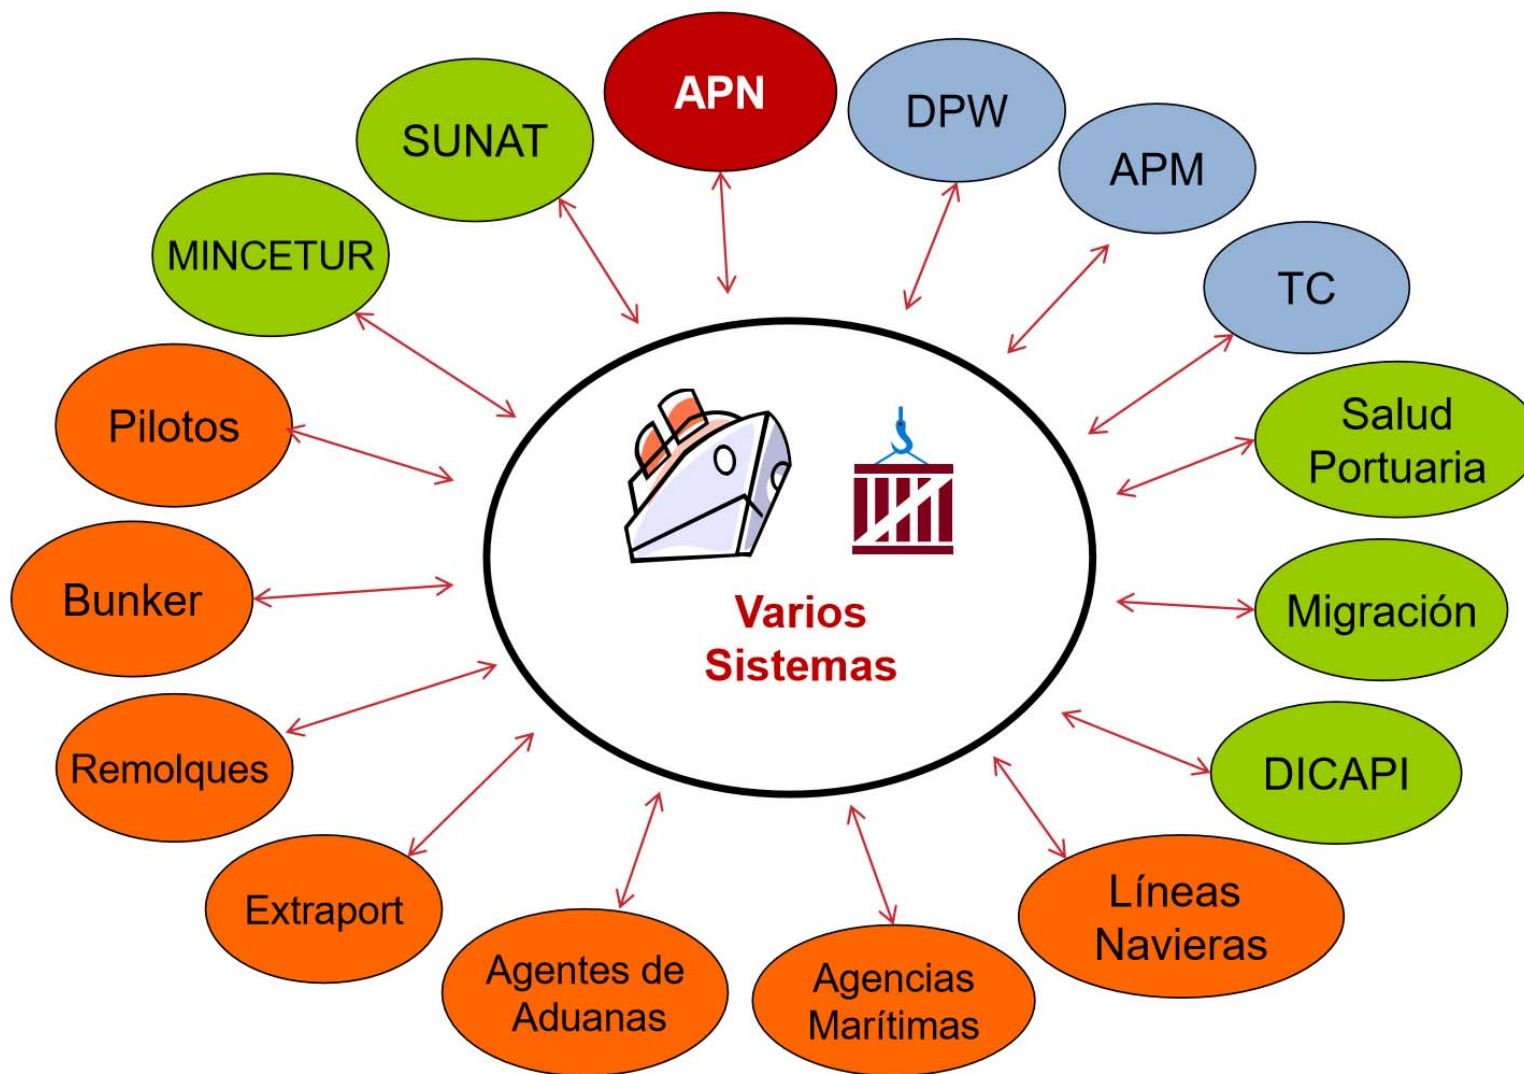 APN
DPW
APM
TC
Salud
Portuaria
Migración
DICAPI
Líneas
Navieras
Agencias
Marítimas
Agentes de
Aduanas
Extraport
Remolques
Bunker
Pilotos
MINCETUR
SUNAT
Varios
Sistemas